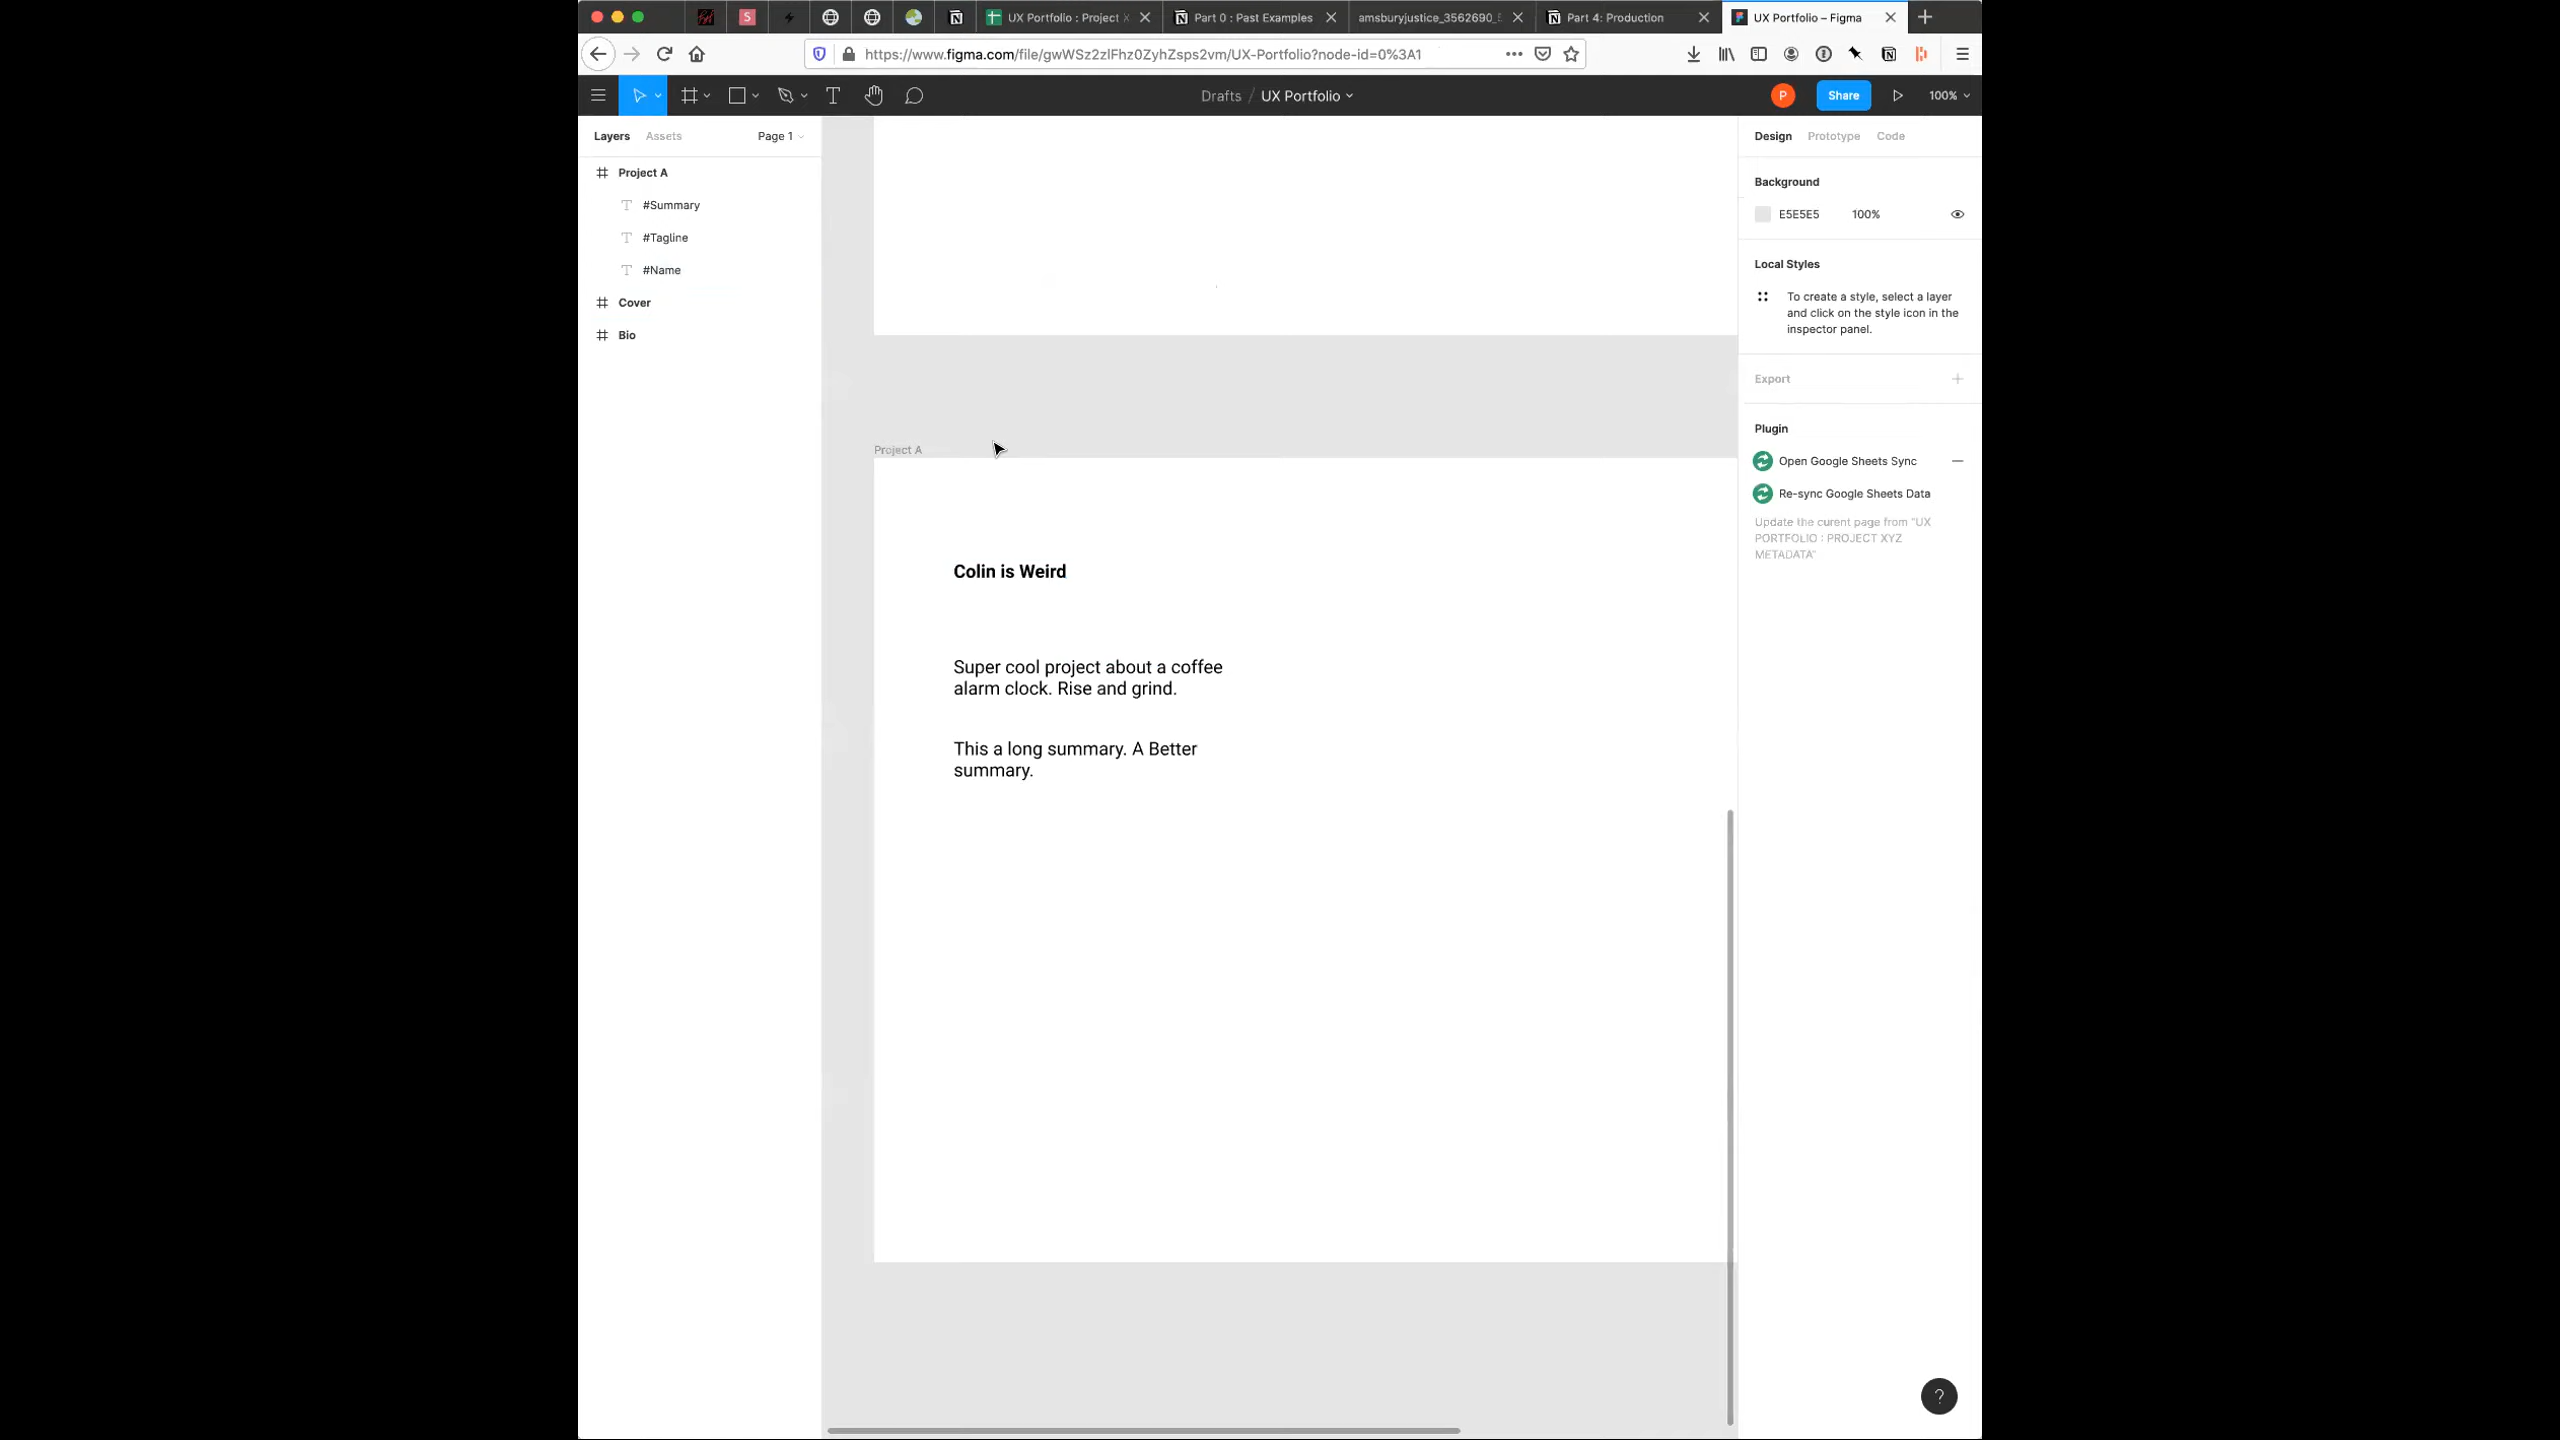 S
UX Portfolio : Project X
Part 0 : Past Examples
amsburyjustice_3562690_
Part 4: Production
UX Portfolio – Figma
https://www.figma.com/file/gwWSz2zlFhz0ZyhZsps2vm/UX-Portfolio?node-id=0%3A1
Drafts / UX Portfolio
P
Share
100%
Layers
Assets
Page 1
Design
Prototype
Code
Project A
#Summary
#Tagline
#Name
Cover
Bio
Background
E5E5E5
100%
Local Styles
To create a style, select a layer
and click on the style icon in the
inspector panel.
Export
Plugin
Open Google Sheets Sync
Re-sync Google Sheets Data
Update the curent page from "UX
PORTFOLIO : PROJECT XYZ
METADATA"
Project A
Colin is Weird
Super cool project about a coffee
alarm clock. Rise and grind.
This a long summary. A Better
summary.
?